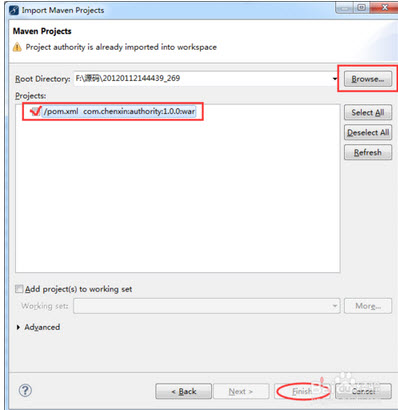 Import Maven Projects
Maven Projects
Project authority is already imported into workspace
Root Directory: F:\源码\20120112144439_269 Browse...
Projects:
/pom.xml com.chenxin:authority:1.0.0:war
Select All
Deselect All
Refresh
Add project(s) to working set
Working set: More...
Advanced
< Back Next > Finish Cancel